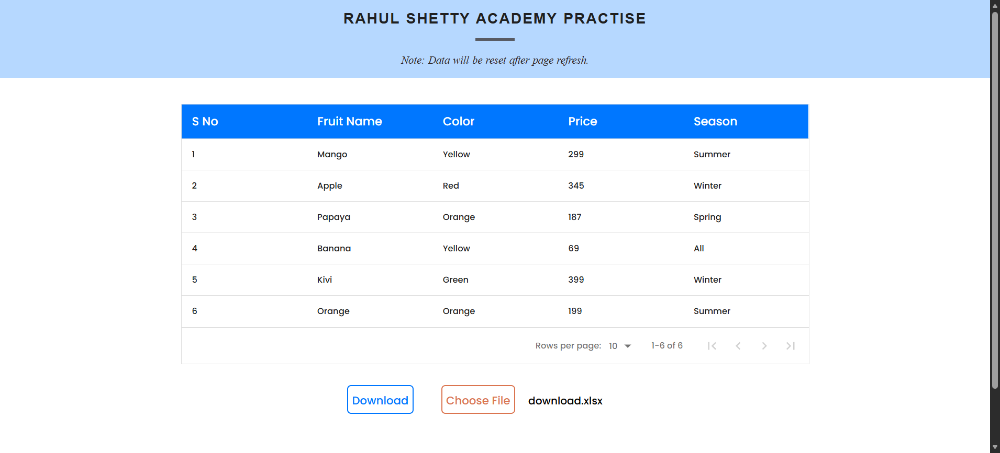 RAHUL SHETTY ACADEMY PRACTISE
Note: Data will be reset after page refresh.
S No Fruit Name Color Price Season
1 Mango Yellow 299 Summer
2 Apple Red 345 Winter
3 Papaya Orange 187 Spring
4 Banana Yellow 69 All
5 Kivi Green 399 Winter
6 Orange Orange 199 Summer
Rows per page: 10 1-6 of 6
Download Choose File download.xlsx